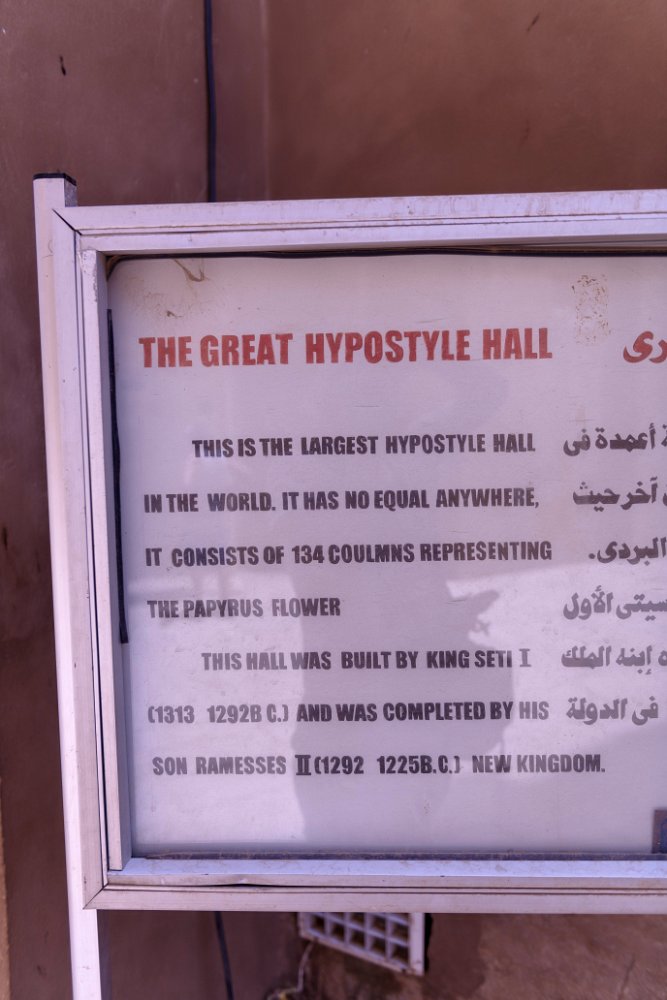 THE GREAT HYPOSTYLE HALL
THIS IS THE LARGEST HYPOSTYLE HALL
IN THE WORLD. IT HAS NO EQUAL ANYWHERE,
IT CONSISTS OF 134 COULMNS REPRESENTING
THE PAPYRUS FLOWER
THIS HALL WAS BUILT BY KING SETI I
(1313 1292B C.) AND WAS COMPLETED BY HIS
SON RAMESSES II (1292 1225B.C.) NEW KINGDOM.
أعمدة فى
آخر حيث
البردى.
سيتى الأول
إبنه الملك
فى الدولة